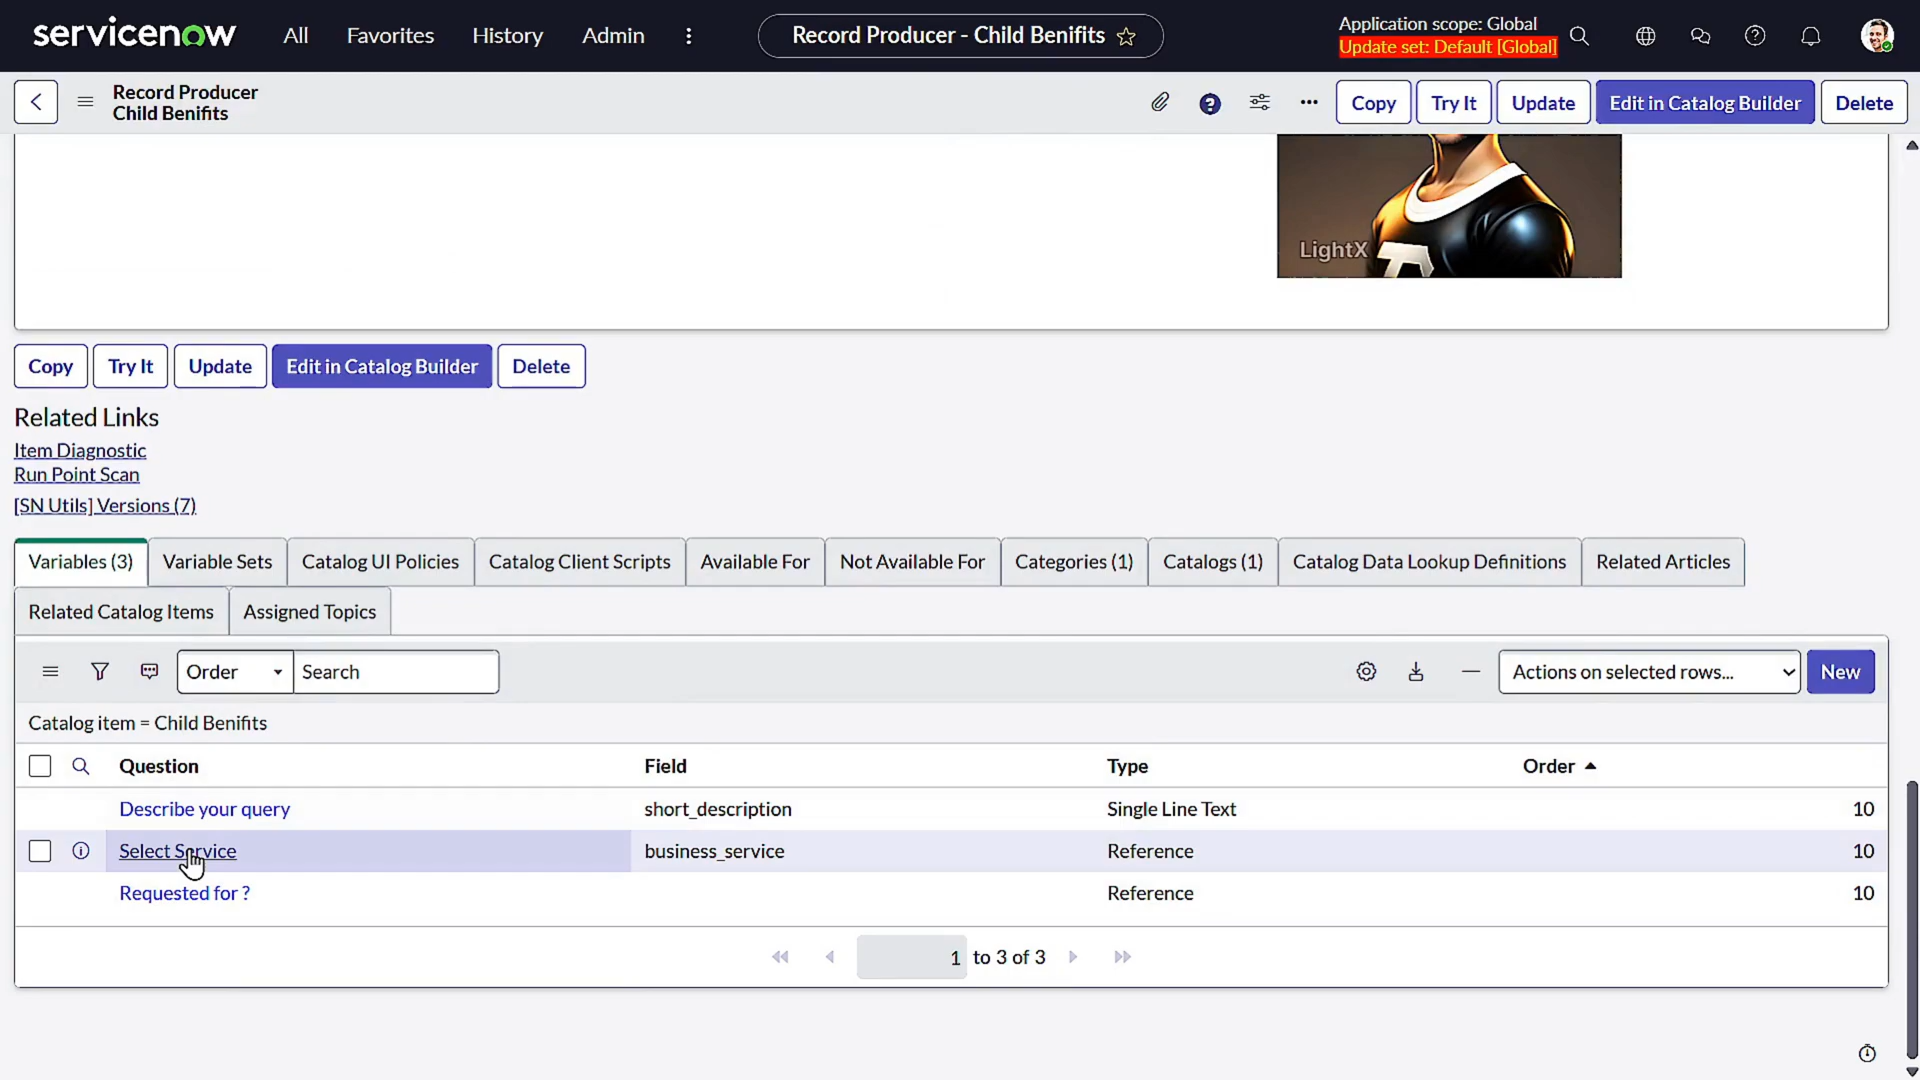 servicenow
All
Favorites
History
Admin
Record Producer - Child Benifits
Application scope: Global
Update set: Default [Global]
Record Producer
Child Benifits
Copy
Try It
Update
Edit in Catalog Builder
Delete
LightX
Copy
Try It
Update
Edit in Catalog Builder
Delete
Related Links
Item Diagnostic
Run Point Scan
[SN Utils] Versions (7)
Variables (3)
Variable Sets
Catalog UI Policies
Catalog Client Scripts
Available For
Not Available For
Categories (1)
Catalogs (1)
Catalog Data Lookup Definitions
Related Articles
Related Catalog Items
Assigned Topics
Order
Search
Actions on selected rows...
New
Catalog item = Child Benifits
Question Field Type Order
Describe your query short_description Single Line Text 10
Select Service business_service Reference 10
Requested for ? Reference 10
1 to 3 of 3